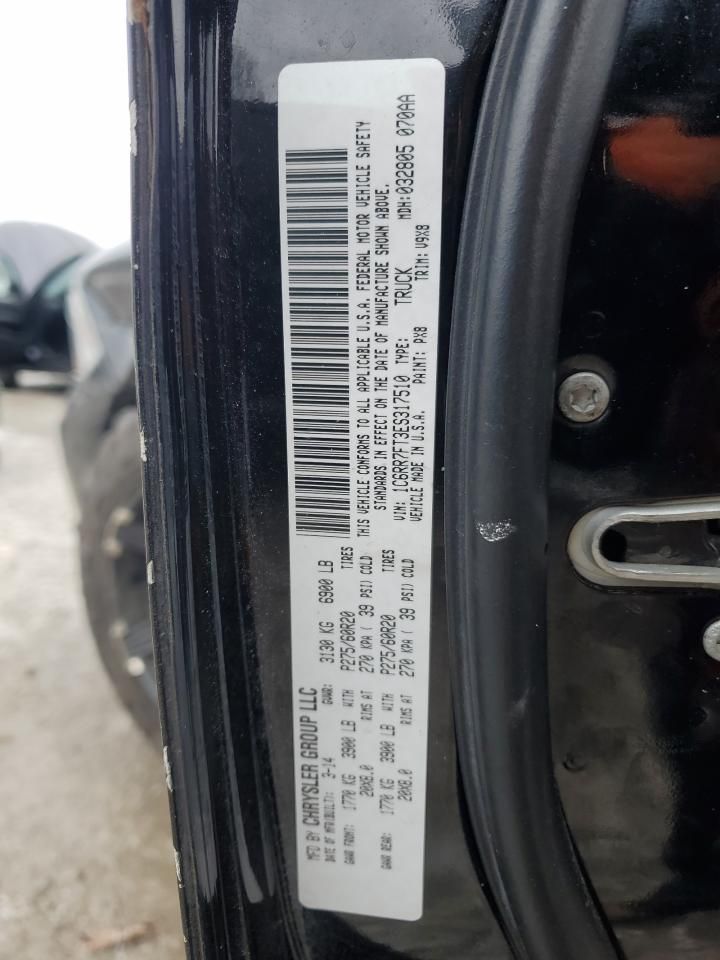 MFD BY CHRYSLER GROUP LLC
DATE OF MFR(BUILT): 3-14 GVWR: 3130 KG 6900 LB
GAWR FRONT: 1770 KG 3900 LB WITH P275/60R20 TIRES
20X8.0 RIMS AT 270 KPA ( 39 PSI) COLD
GAWR REAR: 1770 KG 3900 LB WITH P275/60R20 TIRES
20X8.0 RIMS AT 270 KPA ( 39 PSI) COLD
THIS VEHICLE CONFORMS TO ALL APPLICABLE U.S.A. FEDERAL MOTOR VEHICLE SAFETY
STANDARDS IN EFFECT ON THE DATE OF MANUFACTURE SHOWN ABOVE.
VIN: 1C6RR7FT3ES317510 TYPE: TRUCK MDH:032805 070AA
VEHICLE MADE IN U.S.A. PAINT: PX8 TRIM: V9X8